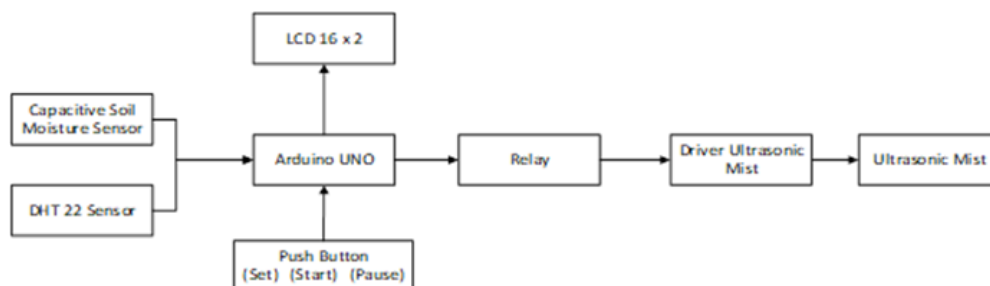 LCD 16 x 2
Capacitive Soil
Moisture Sensor
DHT 22 Sensor
Arduino UNO
Relay
Driver Ultrasonic
Mist
Ultrasonic Mist
Push Button
(Set) (Start) (Pause)